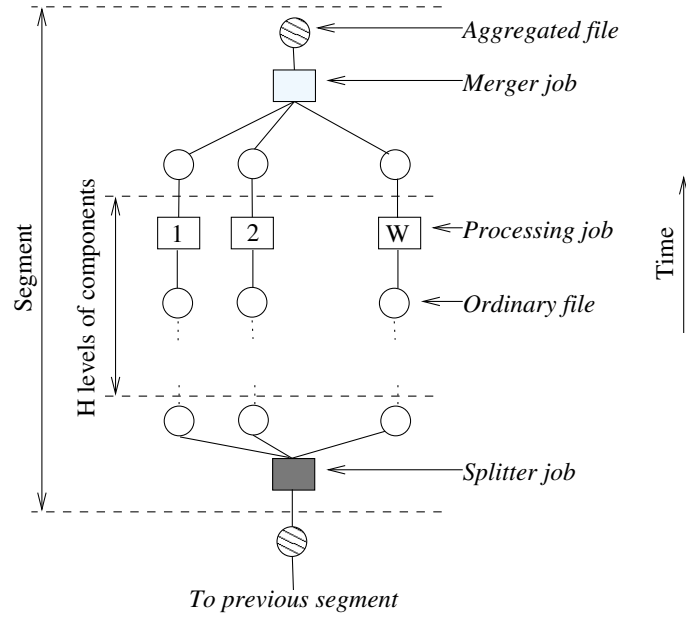 Aggregated file
Merger job
Segment
H levels of components
1 2 W
Processing job
Time
Ordinary file
Splitter job
To previous segment